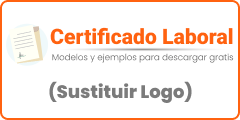 Certificado Laboral
Modelos y ejemplos para descargar gratis
(Sustituir Logo)